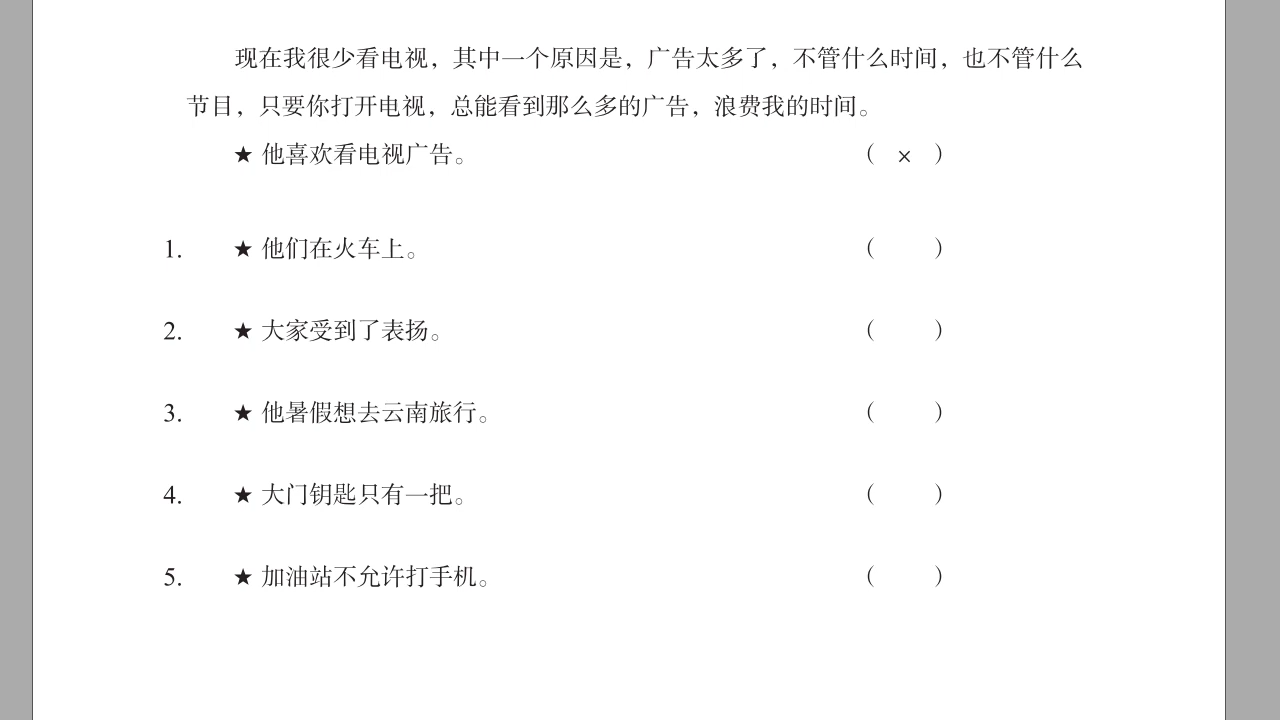 现在我很少看电视，其中一个原因是，广告太多了，不管什么时间，也不管什么
节目，只要你打开电视，总能看到那么多的广告，浪费我的时间。
★ 他喜欢看电视广告。 （ × ）
1. ★ 他们在火车上。 （ ）
2. ★ 大家受到了表扬。 （ ）
3. ★ 他暑假想去云南旅行。 （ ）
4. ★ 大门钥匙只有一把。 （ ）
5. ★ 加油站不允许打手机。 （ ）